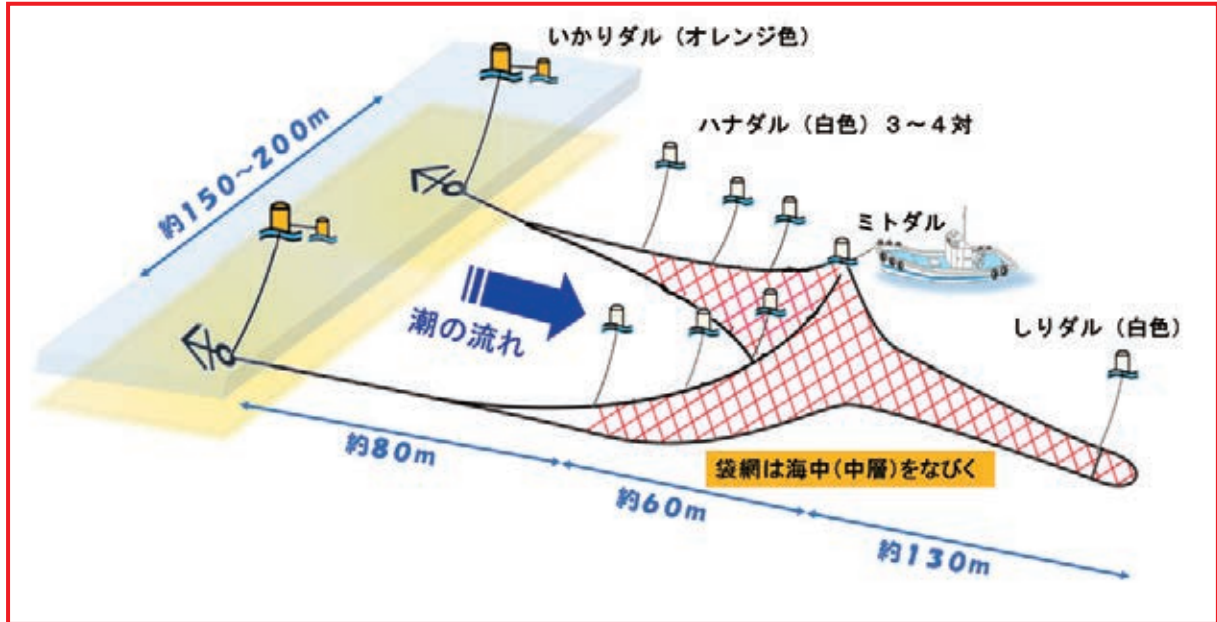 いかりダル（オレンジ色）
ハナダル（白色）３～４対
約150～200m
ミトダル
潮の流れ
しりダル（白色）
約80m
袋網は海中（中層）をなびく
約60m
約130m